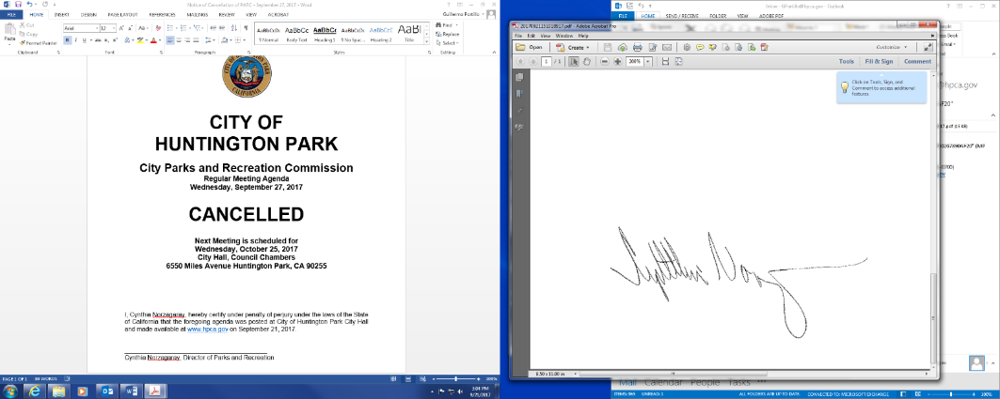 Notice of Cancellation of PARC - September 27, 2017 - Word
FILE HOME INSERT DESIGN PAGE LAYOUT REFERENCES MAILINGS REVIEW VIEW ACROBAT
Guillermo Portillo
Cut
Copy
Format Painter
Paste
Arial 12
AaBbCcDc AaBbCc AaBbCc AaBbCcDc AaBbCcI AaBl
¶ Normal Body Text Heading 1 ¶ No Spac... Heading 2 Title
Find
Replace
Select
Clipboard Font Paragraph Styles Editing
CALIFORNIA
CITY OF
HUNTINGTON PARK
City Parks and Recreation Commission
Regular Meeting Agenda
Wednesday, September 27, 2017
CANCELLED
Next Meeting is scheduled for
Wednesday, October 25, 2017
City Hall, Council Chambers
6550 Miles Avenue Huntington Park, CA 90255
I, Cynthia Norzagaray, hereby certify under penalty of perjury under the laws of the State
of California that the foregoing agenda was posted at City of Huntington Park City Hall
and made available at www.hpca.gov on September 21, 2017.
Cynthia Norzagaray, Director of Parks and Recreation
PAGE 1 OF 1 84 WORDS
200%
3:04 PM
9/21/2017
Outlook
FILE HOME SEND / RECEIVE FOLDER VIEW ADOBE PDF
20170921151018917.pdf - Adobe Acrobat Pro
File Edit View Window Help
Open Create
Customize
1 / 1 200%
Tools Fill & Sign Comment
Click on Tools, Sign, and
Comment to access additional
features.
8.50 x 11.00 in
@hpca.gov
Mail Calendar People Tasks ...
ALL FOLDERS ARE UP TO DATE. CONNECTED TO: MICROSOFT EXCHANGE 100%